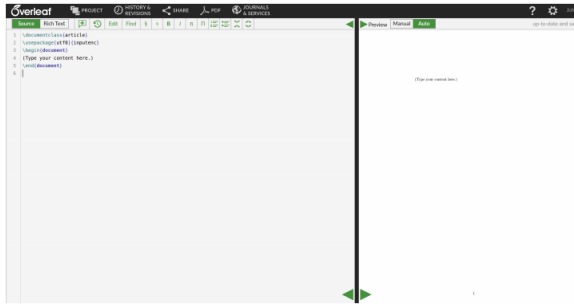 Overleaf PROJECT HISTORY & REVISIONS SHARE PDF JOURNALS & SERVICES ?
Source Rich Text Edit Find $ B I Preview Manual Auto
1 \documentclass{article}
2 \usepackage[utf8]{inputenc}
3 \begin{document}
4 (Type your content here.)
5 \end{document}
6
(Type your content here.)
1